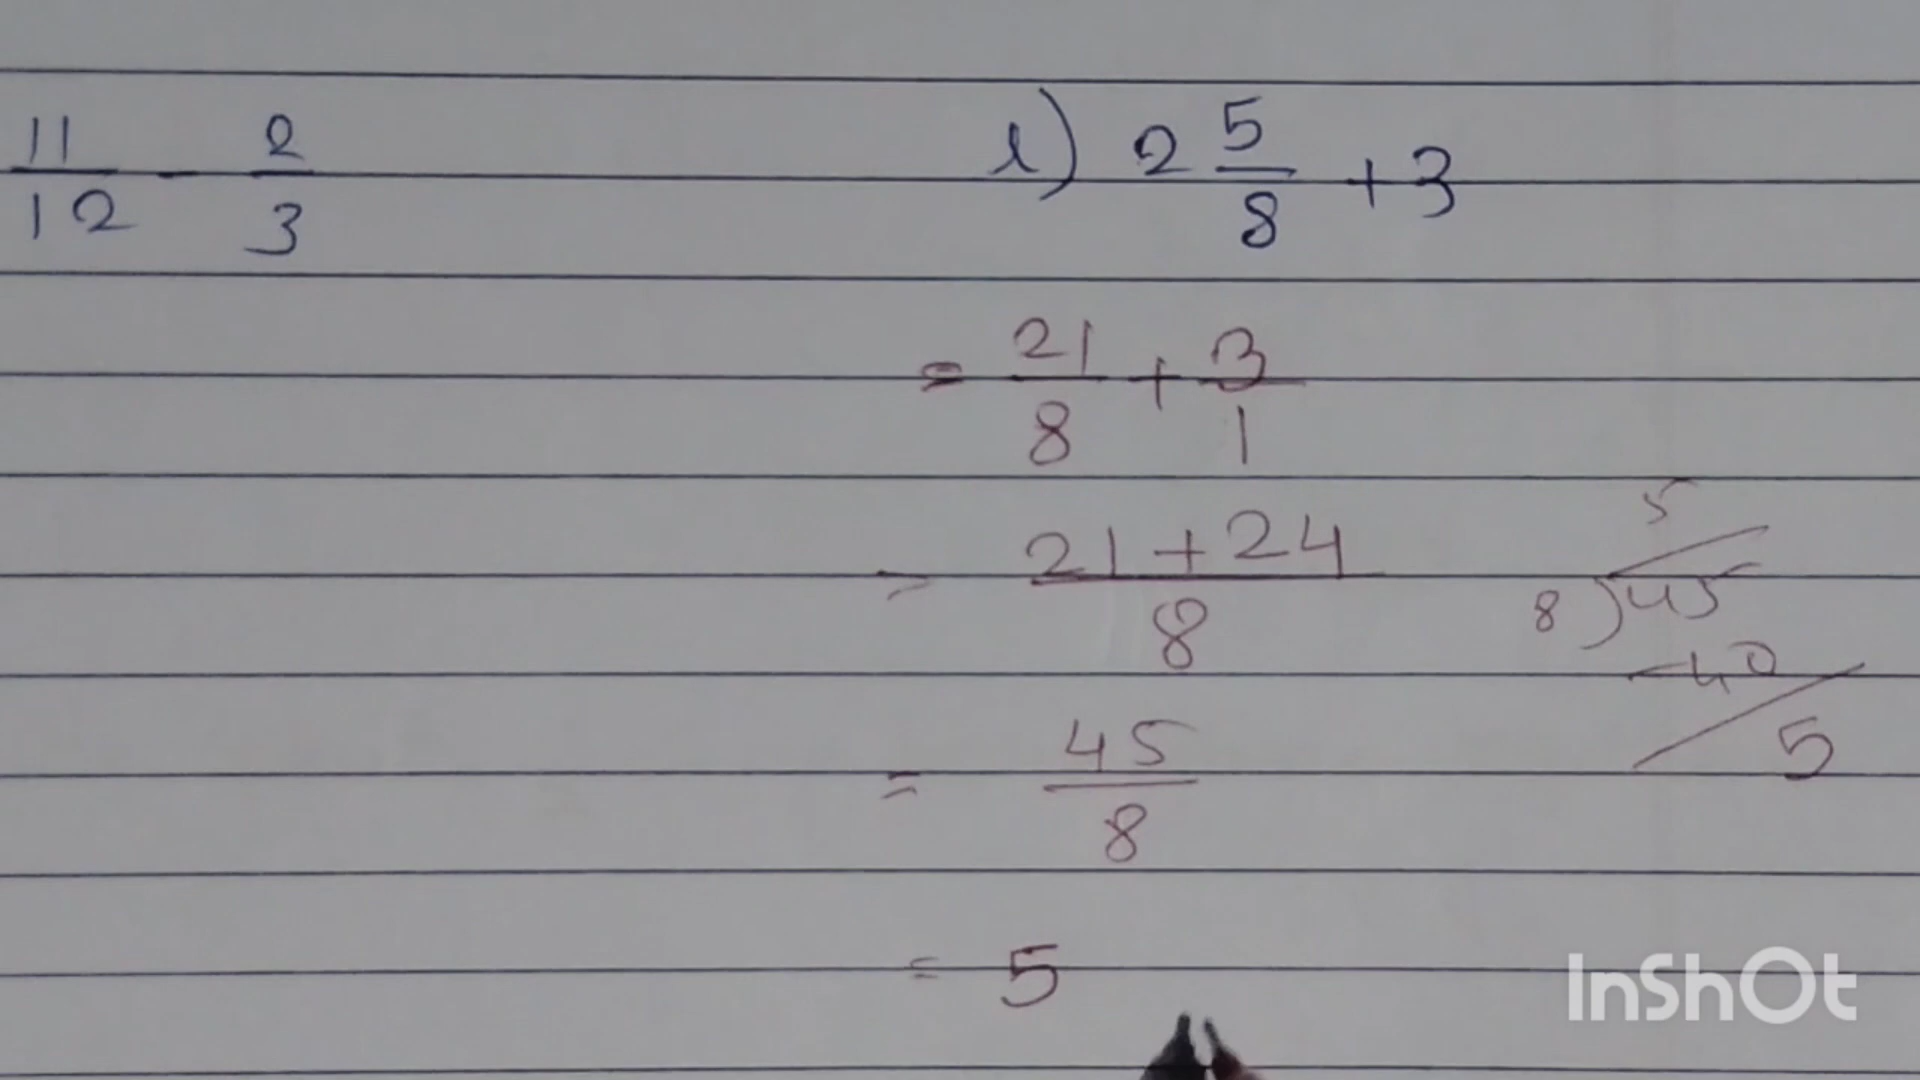 11/12 - 2/3
l) 2 5/8 + 3
= 21/8 + 3/1
= 21+24/8
= 45/8
= 5
5
8)45
-40
5
InShOt